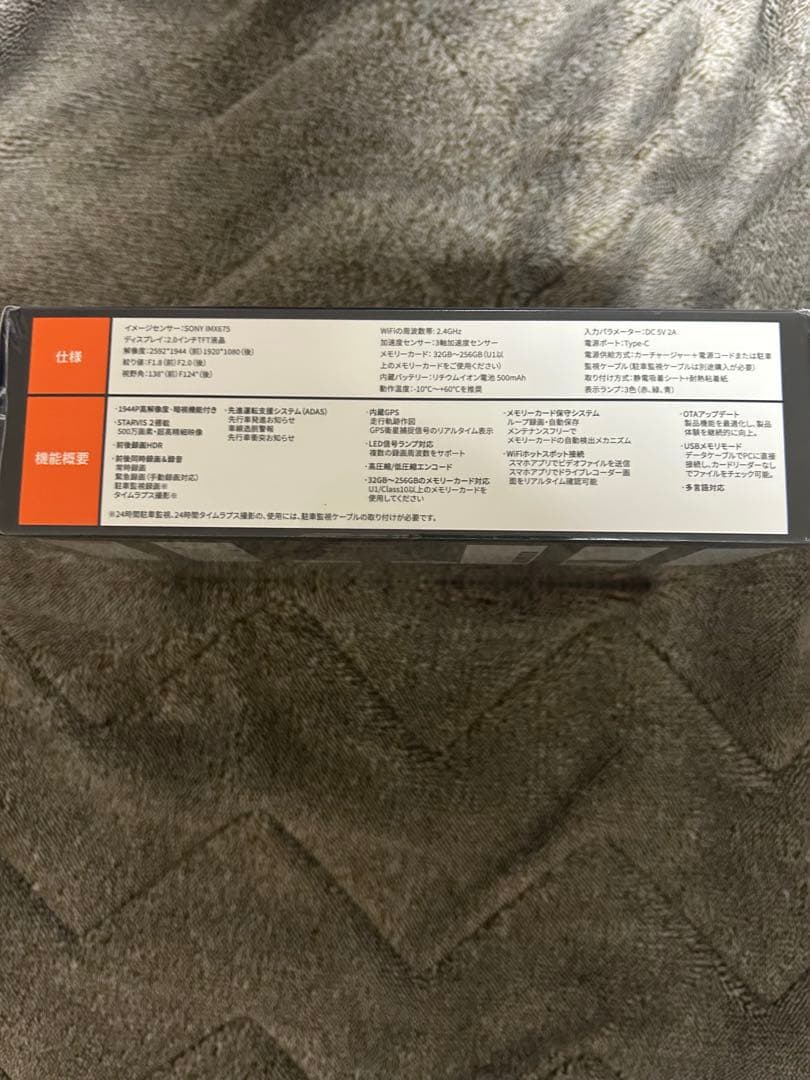 仕様
イメージセンサー：SONY IMX675
ディスプレイ：2.0インチTFT液晶
解像度：2592*1944 (前) 1920*1080 (後)
絞り値：F1.8 (前) F2.0 (後)
視野角：138° (前) F124° (後)
WiFiの周波数帯：2.4GHz
加速度センサー：3軸加速度センサー
メモリーカード：32GB～256GB（U1以
上のメモリーカードをご使用ください）
内蔵バッテリー：リチウムイオン電池 500mAh
動作温度：-10℃～+60℃を推奨
入力パラメーター：DC 5V 2A
電源ポート：Type-C
電源供給方式：カーチャージャー＋電源コードまたは駐車
監視ケーブル（駐車監視ケーブルは別途購入が必要）
取り付け方式：静電吸着シート＋耐熱粘着紙
表示ランプ：3色（赤、緑、青）
機能概要
・1944P高解像度・暗視機能付き
・STARVIS 2搭載
500万画素・超高精細映像
・前後録画HDR
・前後同時録画＆録音
常時録画
緊急録画（手動録画対応）
駐車監視録画※
タイムラプス撮影※
・先進運転支援システム（ADAS）
先行車発進お知らせ
車線逸脱警報
先行車衝突お知らせ
・内蔵GPS
走行軌跡作図
GPS衛星捕捉信号のリアルタイム表示
・LED信号ランプ対応
複数の録画周波数をサポート
・高圧縮/低圧縮エンコード
・32GB～256GBのメモリーカード対応
U1/Class10以上のメモリーカードを
使用してください
・メモリーカード保守システム
ループ録画・自動保存
メンテナンスフリーで
メモリーカードの自動検出メカニズム
・WiFiホットスポット接続
スマホアプリでビデオファイルを送信
スマホアプリでドライブレコーダー画
面をリアルタイム確認可能
・OTAアップデート
製品機能を最適化し、製品
体験を継続的に向上。
・USBメモリモード
データケーブルでPCに直接
接続し、カードリーダーなし
でファイルをチェック可能。
・多言語対応
※24時間駐車監視、24時間タイムラプス撮影の、使用には、駐車監視ケーブルの取り付けが必要です。